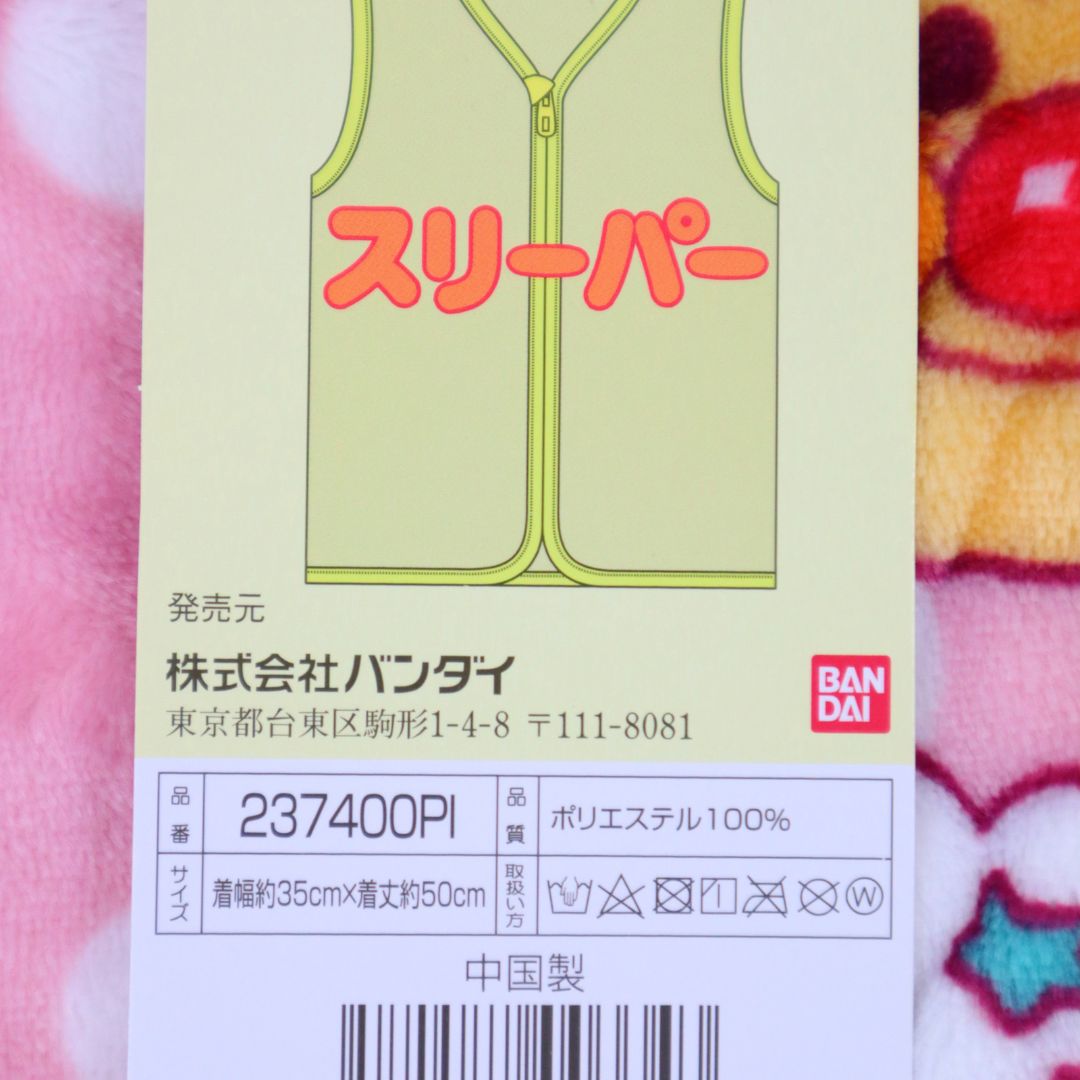 スリーパー
発売元
株式会社バンダイ
東京都台東区駒形1-4-8 〒111-8081
BAN
DAI
品番 237400PI 品質 ポリエステル100%
サイズ 着幅約35cm×着丈約50cm 取扱い方 W
中国製